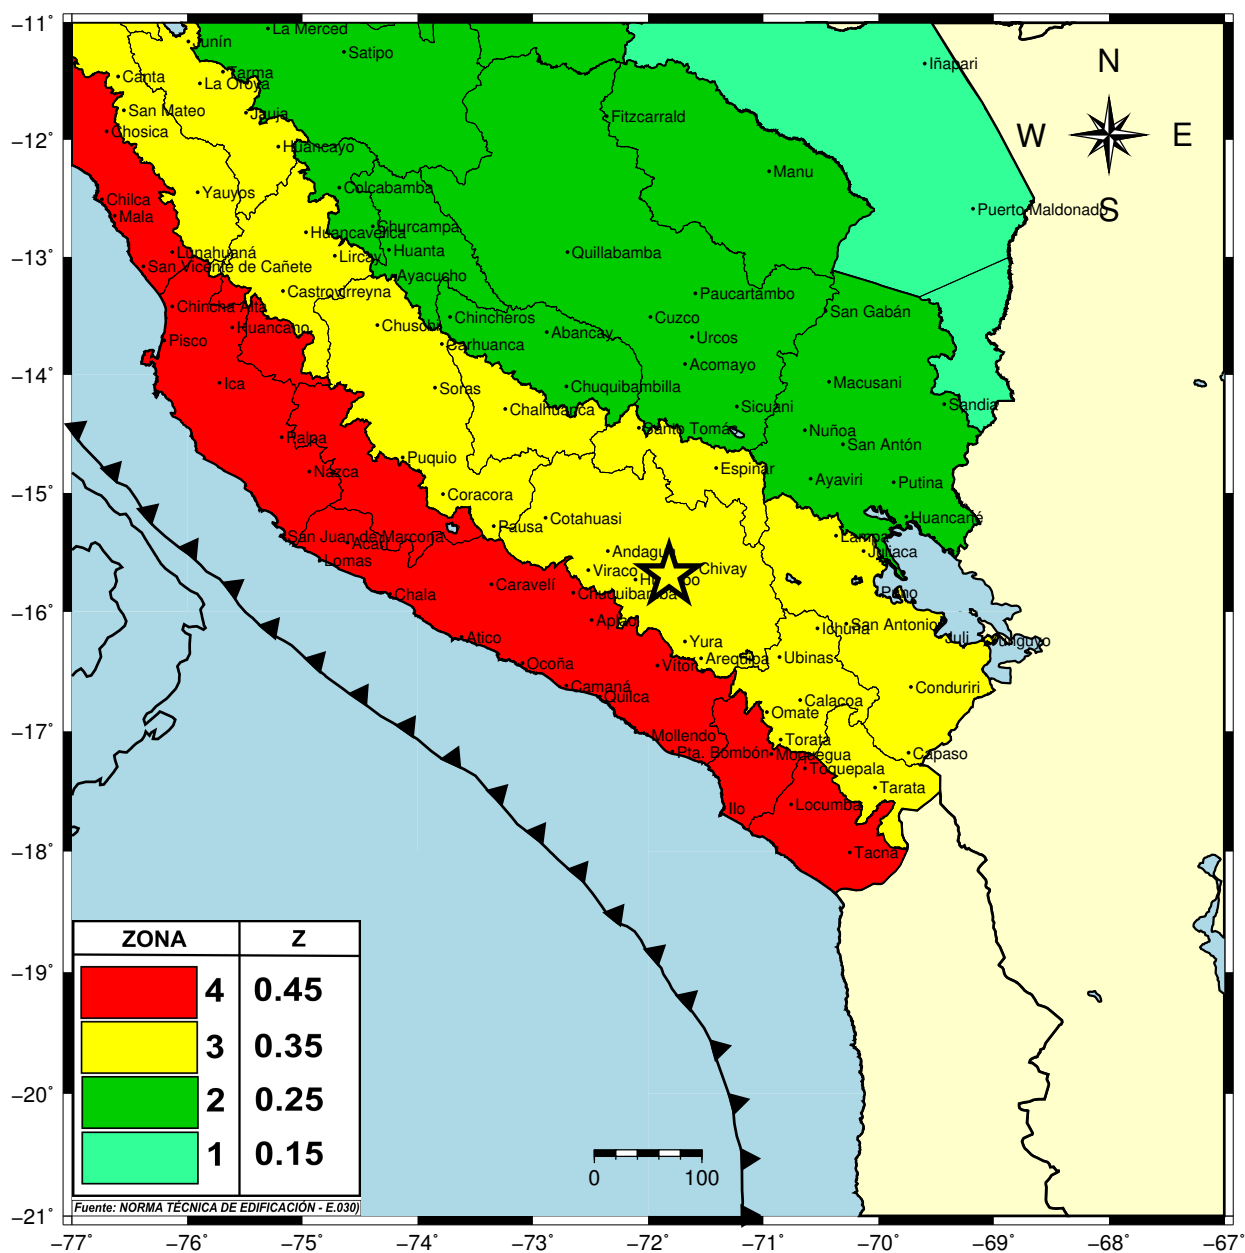 −11˚
La Merced
Junín
Satipo
Iñapari
N
Tarma
Canta
La Oroya
San Mateo
Jauja
Fitzcarrald
Chosica
W
E
−12˚
Huancayo
Manu
Colcabamba
Yauyos
Chilca
Mala
Puerto Maldonado
S
Churcampa
Huancavelica
Lunahuaná
Huanta
Quillabamba
Lircay
−13˚
San Vicente de Cañete
Ayacucho
Castrovirreyna
Paucartambo
Chincha Alta
San Gabán
Chincheros
Cuzco
Huancano
Chuschi
Abancay
Pisco
Urcos
Carhuanca
Acomayo
−14˚
Ica
Soras
Chuquibambilla
Macusani
Chalhuanca
Sicuani
Sandia
Palpa
Santo Tomás
Nuñoa
San Antón
Puquio
Nazca
Espinar
Ayaviri
Putina
−15˚
Coracora
Pausa
Cotahuasi
Huancané
San Juan de Marcona
Acarí
Lampa
Juliaca
Lomas
Andagua
Viraco
Chivay
Caravelí
Chuquibamba
Chala
Puno
−16˚
Aplao
Ichuña
San Antonio
Atico
Yura
Juli
Yunguyo
Ocoña
Vitor
Arequipa
Ubinas
Camaná
Quilca
Conduriri
Calacoa
Omate
−17˚
Mollendo
Torata
Pta. Bombón
Moquegua
Capaso
Toquepala
Tarata
Ilo
Locumba
−18˚
Tacna
ZONA Z
4 0.45
−19˚
3 0.35
2 0.25
−20˚
1 0.15
0 100
Fuente: NORMA TÉCNICA DE EDIFICACIÓN - E.030)
−21˚
−77˚ −76˚ −75˚ −74˚ −73˚ −72˚ −71˚ −70˚ −69˚ −68˚ −67˚